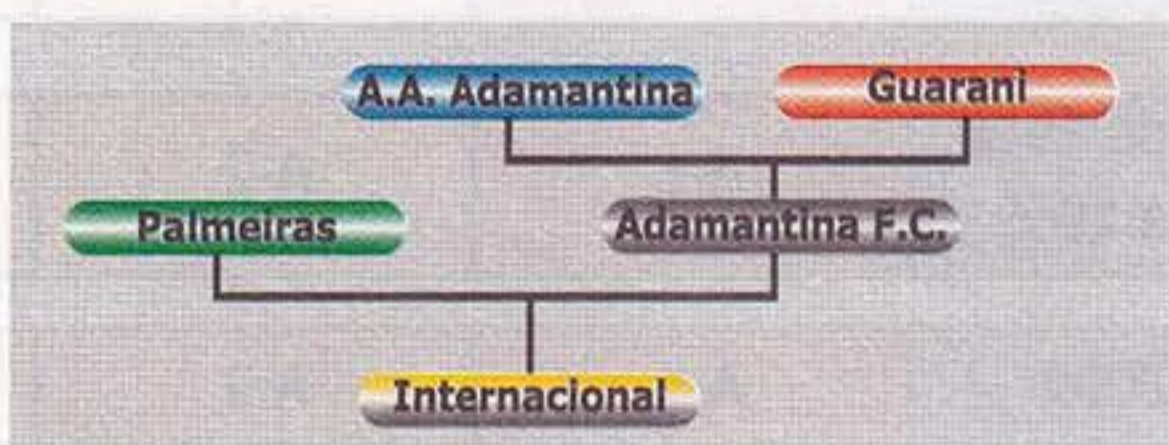 A.A. Adamantina
Guarani
Palmeiras
Adamantina F.C.
Internacional